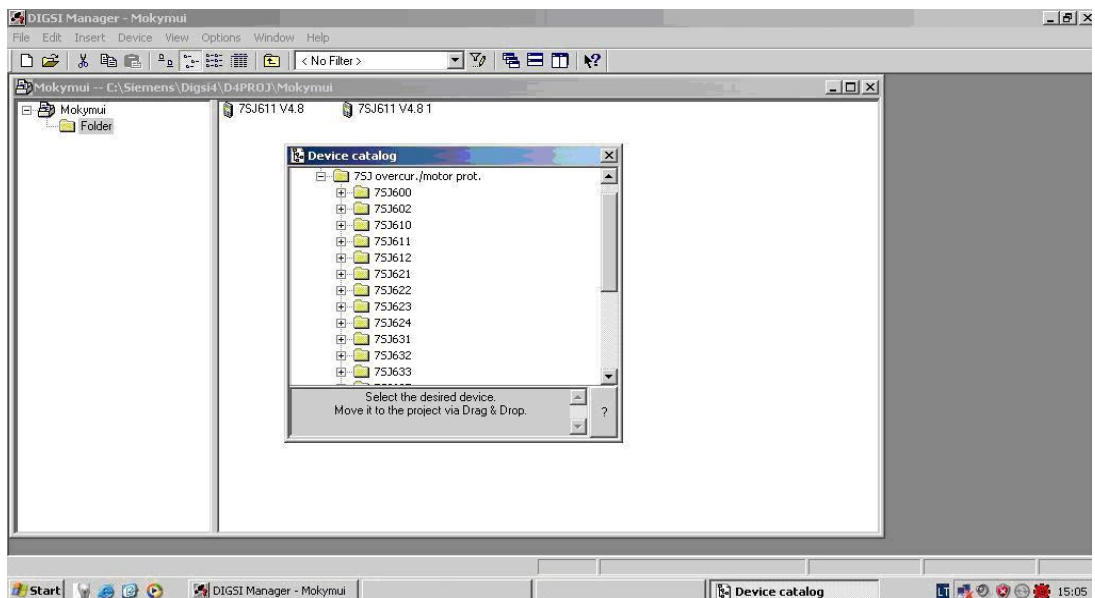 DIGSI Manager - Mokymui
File Edit Insert Device View Options Window Help
< No Filter >
Mokymui -- C:\Siemens\Digsi4\D4PROJ\Mokymui
Mokymui
Folder
7SJ611 V4.8 7SJ611 V4.8 1
Device catalog
7SJ overcur./motor prot.
7SJ600
7SJ602
7SJ610
7SJ611
7SJ612
7SJ621
7SJ622
7SJ623
7SJ624
7SJ631
7SJ632
7SJ633
Select the desired device.
Move it to the project via Drag & Drop.
?
Start DIGSI Manager - Mokymui Device catalog LT 15:05